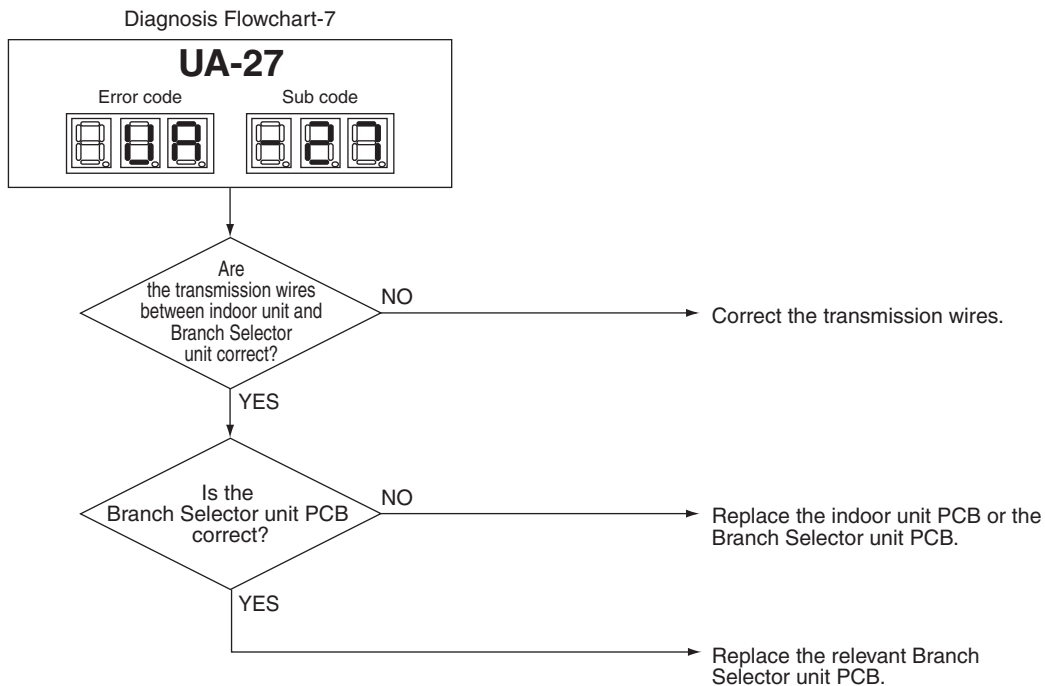 Diagnosis Flowchart-7
UA-27
Error code
Sub code
UA
-27
Are
the transmission wires
between indoor unit and
Branch Selector
unit correct?
NO
Correct the transmission wires.
YES
Is the
Branch Selector unit PCB
correct?
NO
Replace the indoor unit PCB or the
Branch Selector unit PCB.
YES
Replace the relevant Branch
Selector unit PCB.